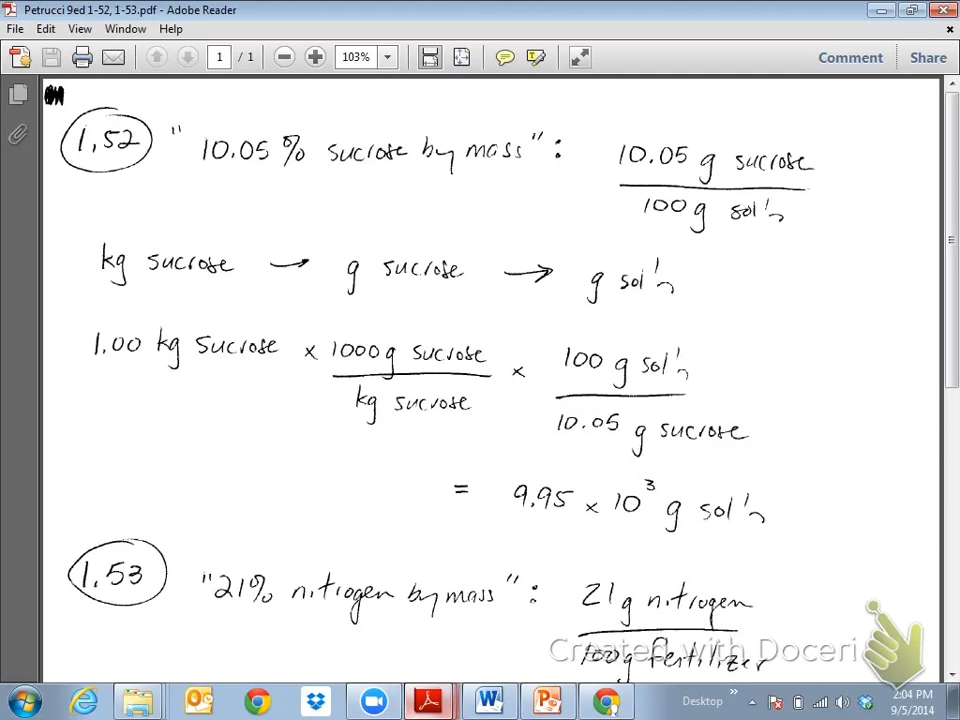 Petrucci 9ed 1-52, 1-53.pdf - Adobe Reader
File Edit View Window Help
1 / 1 103% Comment Share
1.52 "10.05% sucrose by mass": 10.05 g sucrose
100 g sol'n
kg sucrose → g sucrose → g sol'n
1.00 kg sucrose × 1000 g sucrose × 100 g sol'n
kg sucrose 10.05 g sucrose
= 9.95 × 10³ g sol'n
1.53 "21% nitrogen by mass": 21 g nitrogen
100 g fertilizer
Created with Doceri
Desktop
2:04 PM
9/5/2014